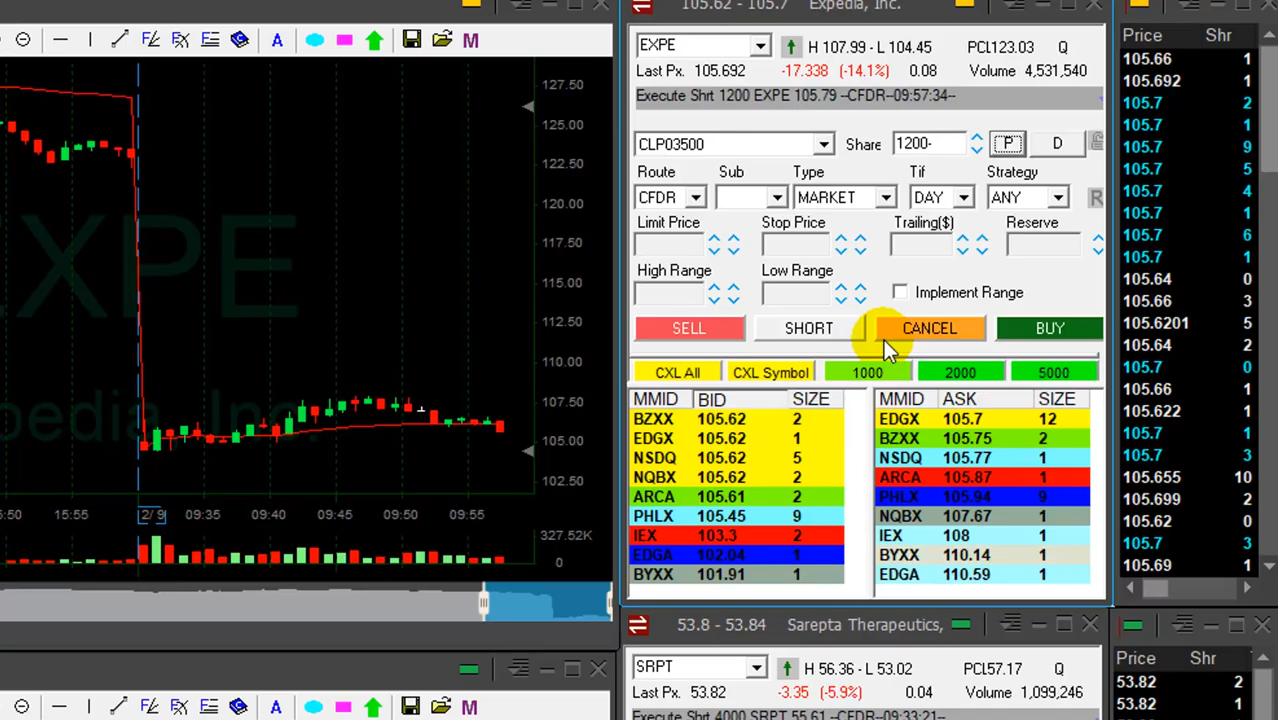 105.62 - 105.7 Expedia, Inc.
A
M
EXPE
Expedia, Inc.
127.50
125.00
122.50
120.00
117.50
115.00
112.50
110.00
107.50
105.00
102.50
15:50 15:55 2/ 9 09:35 09:40 09:45 09:50 09:55
327.52K
0
EXPE H 107.99 - L 104.45 PCL123.03 Q
Last Px. 105.692 -17.338 (-14.1%) 0.08 Volume 4,531,540
Execute Shrt 1200 EXPE 105.79 --CFDR--09:57:34--
CLP03500 Share 1200- P D
Route Sub Type Tif Strategy
CFDR MARKET DAY ANY R
Limit Price Stop Price Trailing($) Reserve
High Range Low Range
Implement Range
SELL SHORT CANCEL BUY
CXL All CXL Symbol 1000 2000 5000
MMID BID SIZE MMID ASK SIZE
BZXX 105.62 2 EDGX 105.7 12
EDGX 105.62 1 BZXX 105.75 2
NSDQ 105.62 5 NSDQ 105.77 1
NQBX 105.62 2 ARCA 105.87 1
ARCA 105.61 2 PHLX 105.94 9
PHLX 105.45 9 NQBX 107.67 1
IEX 103.3 2 IEX 108 1
EDGA 102.04 1 BYXX 110.14 1
BYXX 101.91 1 EDGA 110.59 1
Price Shr
105.66 1
105.692 1
105.7 2
105.7 1
105.7 9
105.7 5
105.7 4
105.7 1
105.7 6
105.7 1
105.64 0
105.66 3
105.6201 5
105.64 2
105.7 0
105.66 1
105.622 1
105.7 1
105.7 3
105.655 10
105.699 2
105.62 0
105.7 3
105.69 1
53.8 - 53.84 Sarepta Therapeutics,
A
M
SRPT H 56.36 - L 53.02 PCL57.17 Q
Last Px. 53.82 -3.35 (-5.9%) 0.04 Volume 1,099,246
Execute Shrt 4000 SRPT 55.61 --CFDR--09:33:21--
Price Shr
53.82 2
53.82 1